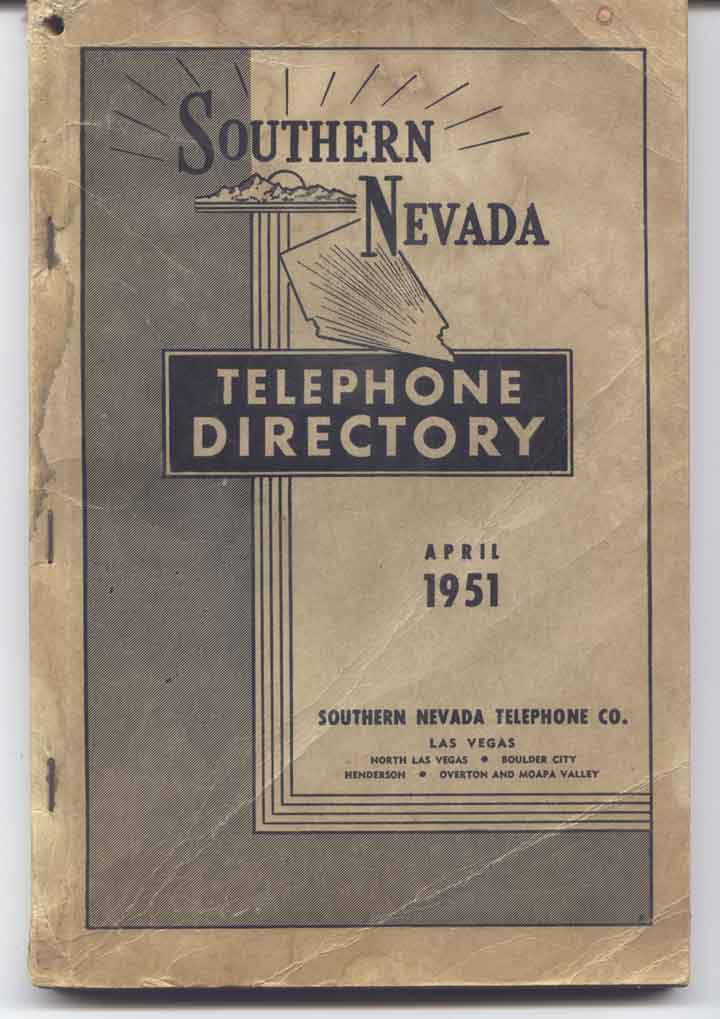 SOUTHERN
NEVADA
TELEPHONE
DIRECTORY
APRIL
1951
SOUTHERN NEVADA TELEPHONE CO.
LAS VEGAS
NORTH LAS VEGAS • BOULDER CITY
HENDERSON • OVERTON AND MOAPA VALLEY